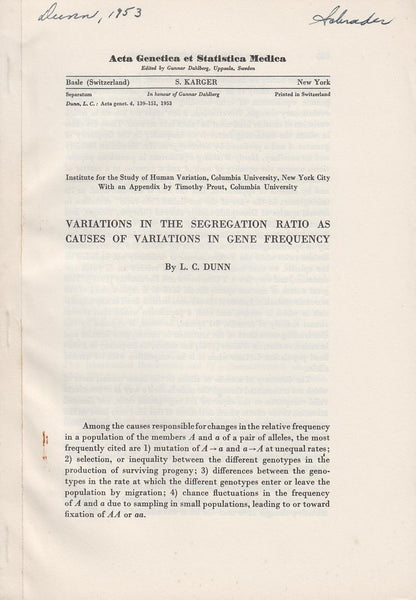 Dunn, 1953
Schrader
Acta Genetica et Statistica Medica
Edited by Gunnar Dahlberg, Uppsala, Sweden
Basle (Switzerland) S. KARGER New York
Separatum In honour of Gunnar Dahlberg Printed in Switzerland
Dunn, L. C.: Acta genet. 4, 139–151, 1953
Institute for the Study of Human Variation, Columbia University, New York City
With an Appendix by Timothy Prout, Columbia University
VARIATIONS IN THE SEGREGATION RATIO AS
CAUSES OF VARIATIONS IN GENE FREQUENCY
By L. C. DUNN
Among the causes responsible for changes in the relative frequency
in a population of the members A and a of a pair of alleles, the most
frequently cited are 1) mutation of A→a and a→A at unequal rates;
2) selection, or inequality between the different genotypes in the
production of surviving progeny; 3) differences between the geno-
types in the rate at which the different genotypes enter or leave the
population by migration; 4) chance fluctuations in the frequency
of A and a due to sampling in small populations, leading to or toward
fixation of AA or aa.